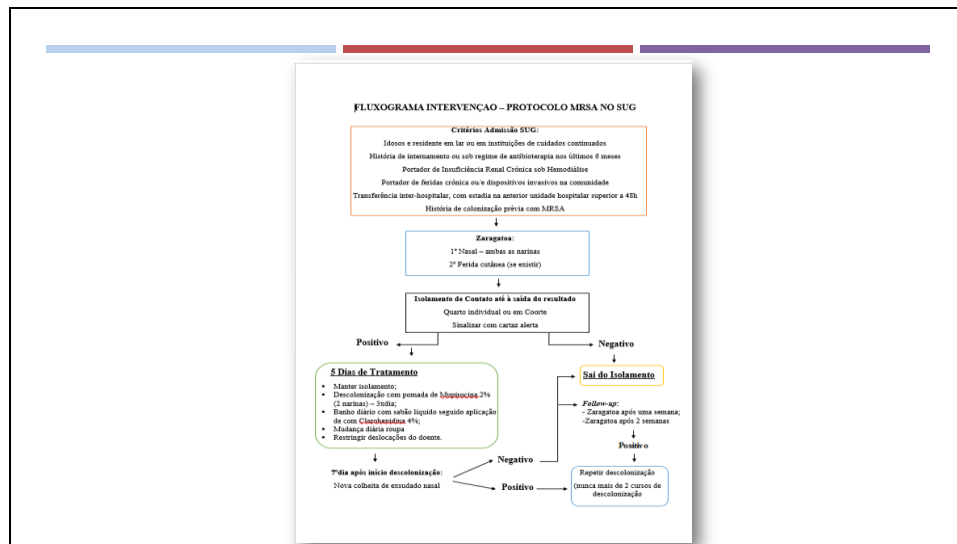 FLUXOGRAMA INTERVENÇAO – PROTOCOLO MRSA NO SUG
Critérios Admissão SUG:
Idosos e residente em lar ou em instituições de cuidados continuados
História de internamento ou sob regime de antibioterapia nos últimos 6 meses
Portador de Insuficiência Renal Crónica sob Hemodiálise
Portador de feridas crónica ou/e dispositivos invasivos na comunidade
Transferência inter-hospitalar, com estadia na anterior unidade hospitalar superior a 48h
História de colonização prévia com MRSA
Zaragatoa:
1º Nasal – ambas as narinas
2º Ferida cutânea (se existir)
Isolamento de Contato até à saída do resultado
Quarto individual ou em Coorte
Sinalizar com cartaz alerta
Positivo
Negativo
5 Dias de Tratamento
• Manter isolamento;
• Descolonização com pomada de Mupirocina 2%
(2 narinas) – 3xdia;
• Banho diário com sabão líquido seguido aplicação
de com Clorohexidina 4%;
• Mudança diária roupa
• Restringir deslocações do doente.
Sai do Isolamento
Follow-up:
- Zaragatoa após uma semana;
-Zaragatoa após 2 semanas
Positivo
7ºdia após início descolonização:
Nova colheita de exsudado nasal
Negativo
Positivo
Repetir descolonização
(nunca mais de 2 cursos de
descolonização